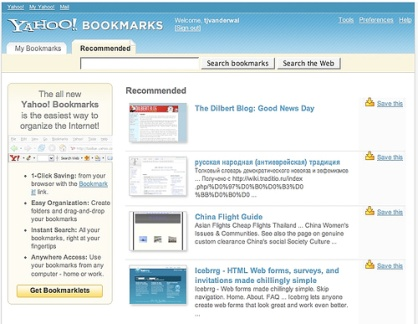 Yahoo! My Yahoo! Mail
YAHOO! BOOKMARKS
Welcome, tjvanderwal
[Sign out]
Tools Preferences Help
My Bookmarks Recommended
Search bookmarks Search the Web
The all new
Yahoo! Bookmarks
is the easiest way to
organize the Internet!
1-Click Saving: from
your browser with the Bookmark
It! link.
Easy Organization: Create
folders and drag-and-drop
your bookmarks
Instant Search: All your
bookmarks, right at your
fingertips
Anywhere Access: Use
your bookmarks from any
computer - home or work.
Get Bookmarklets
Recommended
The Dilbert Blog: Good News Day
Save this
русская народная (антиеврейская) традиция
Толковый словарь демократического новояза и эвфемизмов
... Получено с http://wiki.traditio.ru/index
.php/%D0%97%D0%B0%D0%B3%D0
%BB%D0%B0%D0 ...
Save this
China Flight Guide
Asian Flights Cheap Flights Thailand ... China Women's
Issues & Communities. See also the page on genuine
custom clearance China's social Society Culture ...
Save this
Icebrrg - HTML Web forms, surveys, and
invitations made chillingly simple
Icebrrg - HTML Web forms made chillingly simple. Skip
navigation. Home. About. FAQ ... Icebrrg lets anyone
create web forms that look great and work even better.
...
Save this